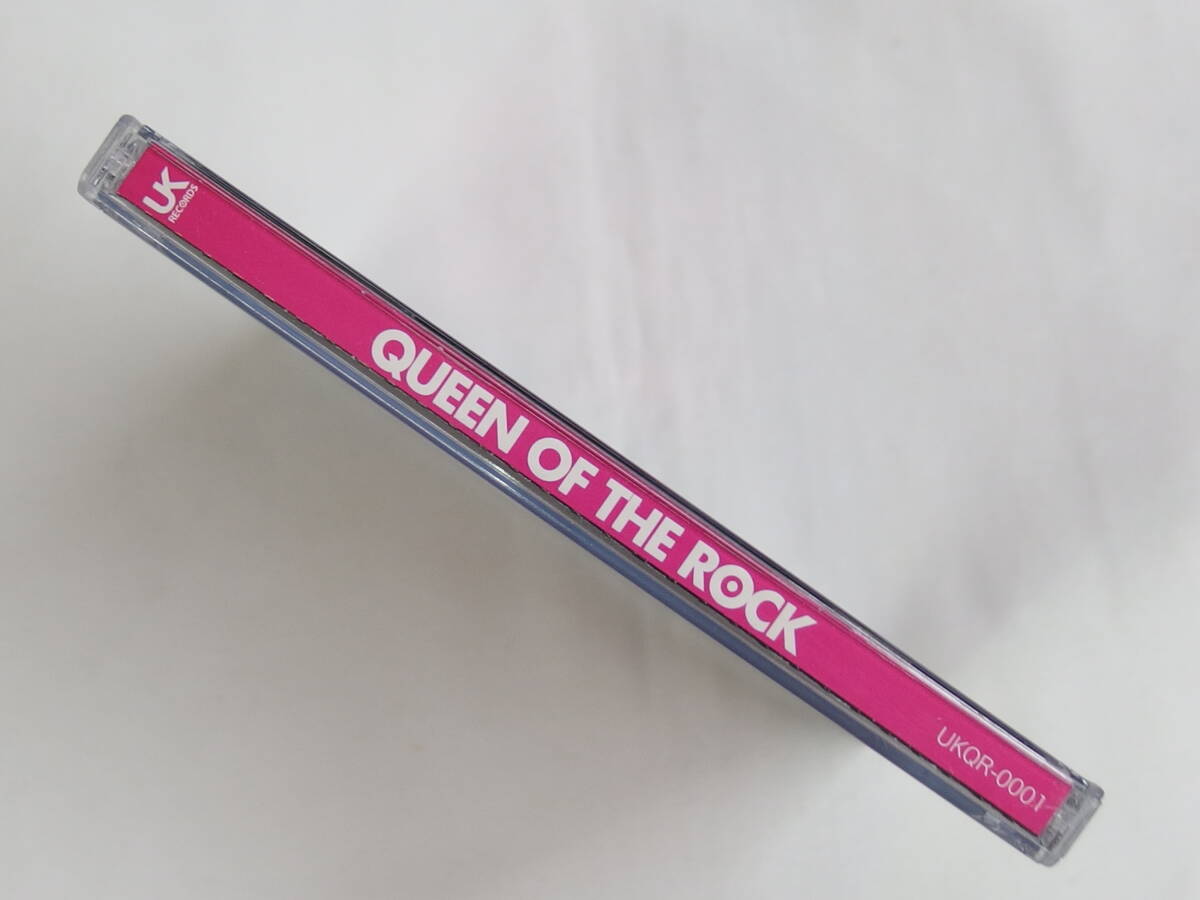 UK
RECORDS
QUEEN OF THE ROCK
UKQR-0001